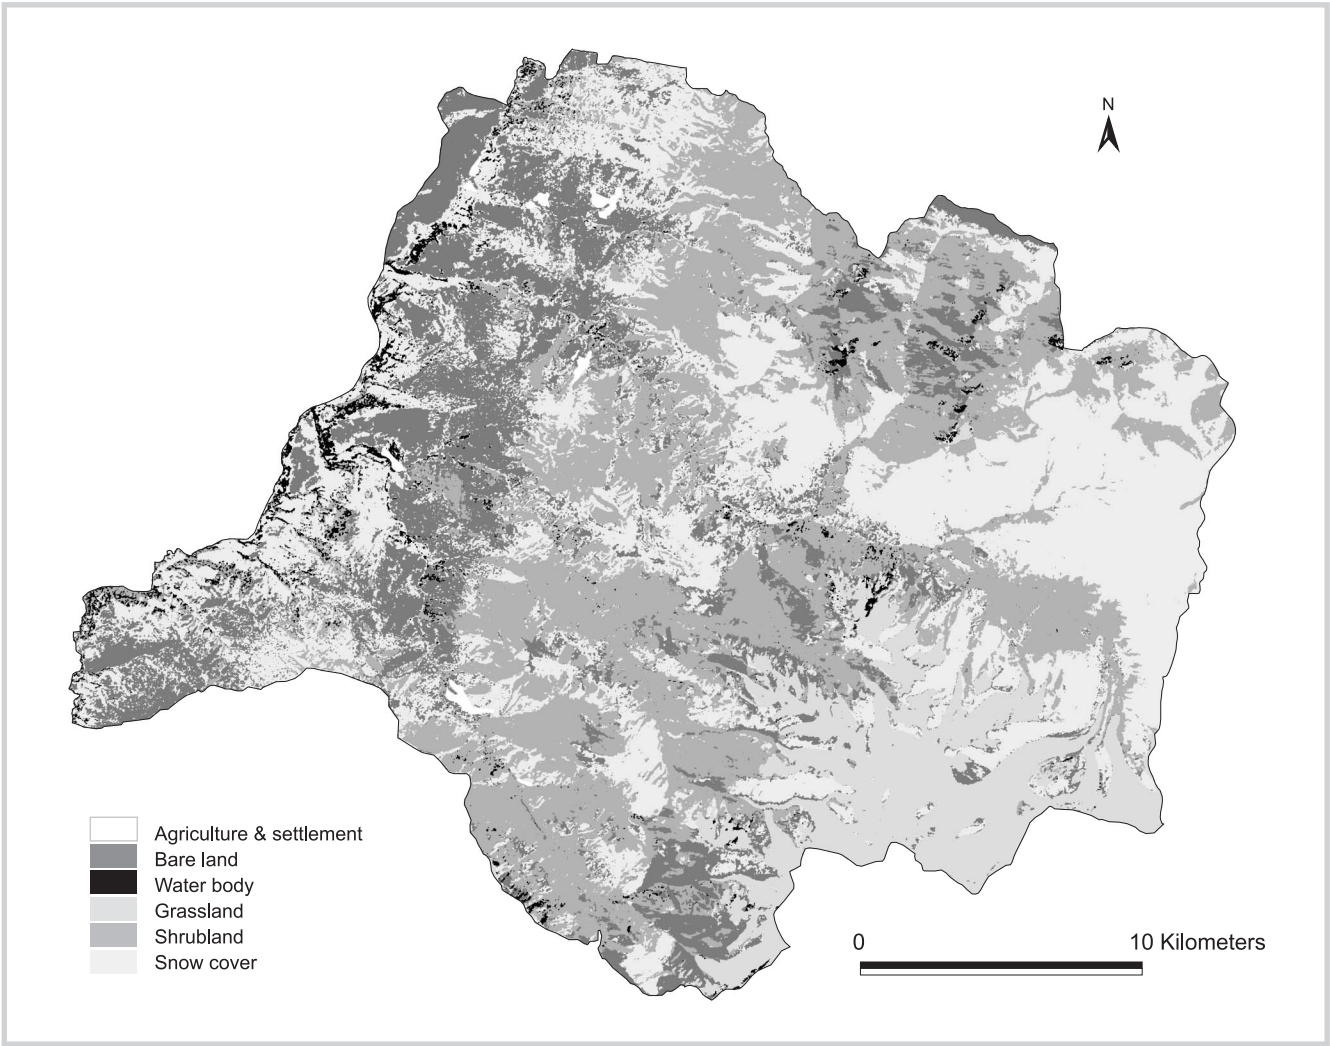 N
Agriculture & settlement
Bare land
Water body
Grassland
Shrubland
Snow cover
0 10 Kilometers